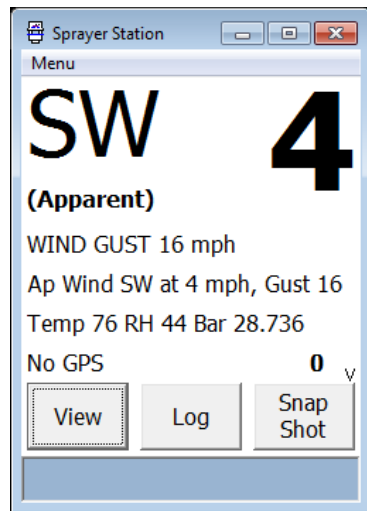 Sprayer Station
Menu
SW 4
(Apparent)
WIND GUST 16 mph
Ap Wind SW at 4 mph, Gust 16
Temp 76 RH 44 Bar 28.736
No GPS 0 v
View Log Snap
Shot